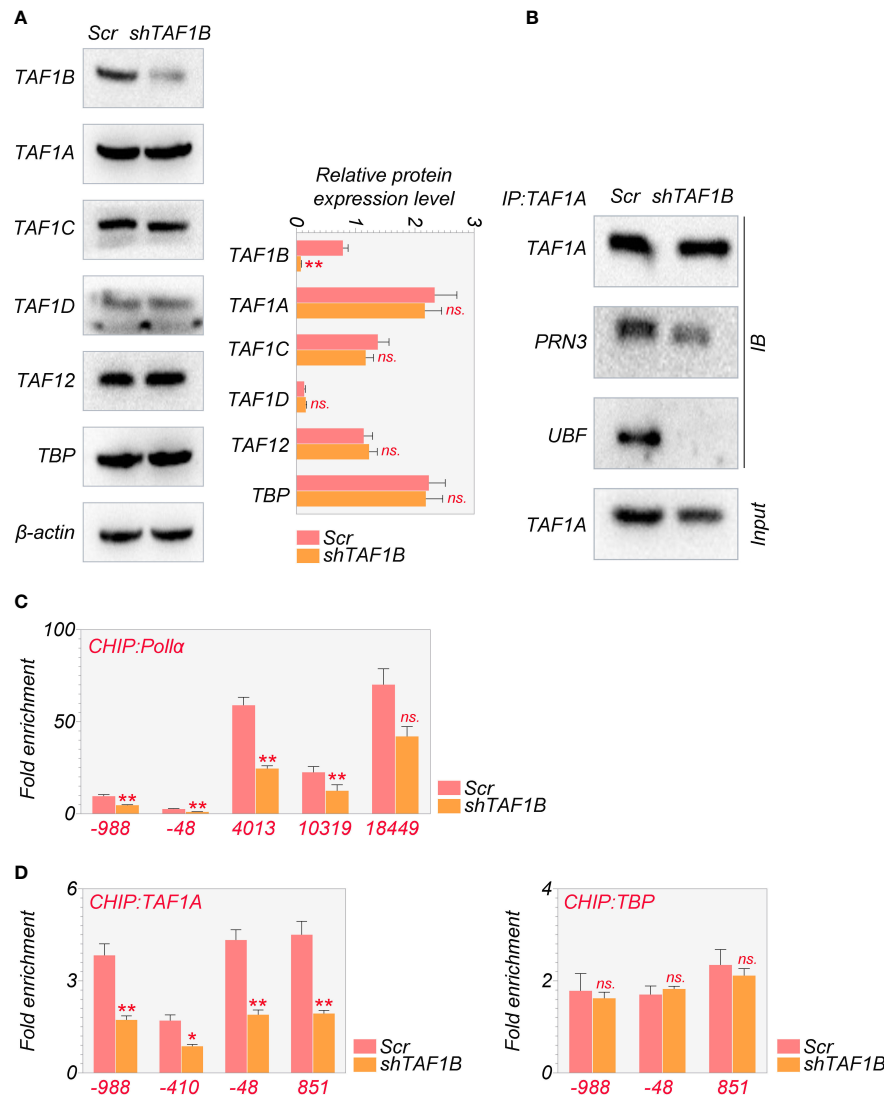 A
Scr shTAF1B
TAF1B
TAF1A
TAF1C
TAF1D
TAF12
TBP
β-actin
Relative protein
expression level
0 1 2 3
TAF1B
**
TAF1A
ns.
TAF1C
ns.
TAF1D
ns.
TAF12
ns.
TBP
ns.
Scr
shTAF1B
B
IP:TAF1A Scr shTAF1B
TAF1A
PRN3
UBF
IB
TAF1A
Input
C
Fold enrichment
100
50
0
CHIP:PolIα
** ** ** ** ns.
-988 -48 4013 10319 18449
Scr
shTAF1B
D
Fold enrichment
6
3
0
CHIP:TAF1A
** * ** **
-988 -410 -48 851
Scr
shTAF1B
Fold enrichment
4
2
0
CHIP:TBP
ns. ns. ns.
-988 -48 851
Scr
shTAF1B